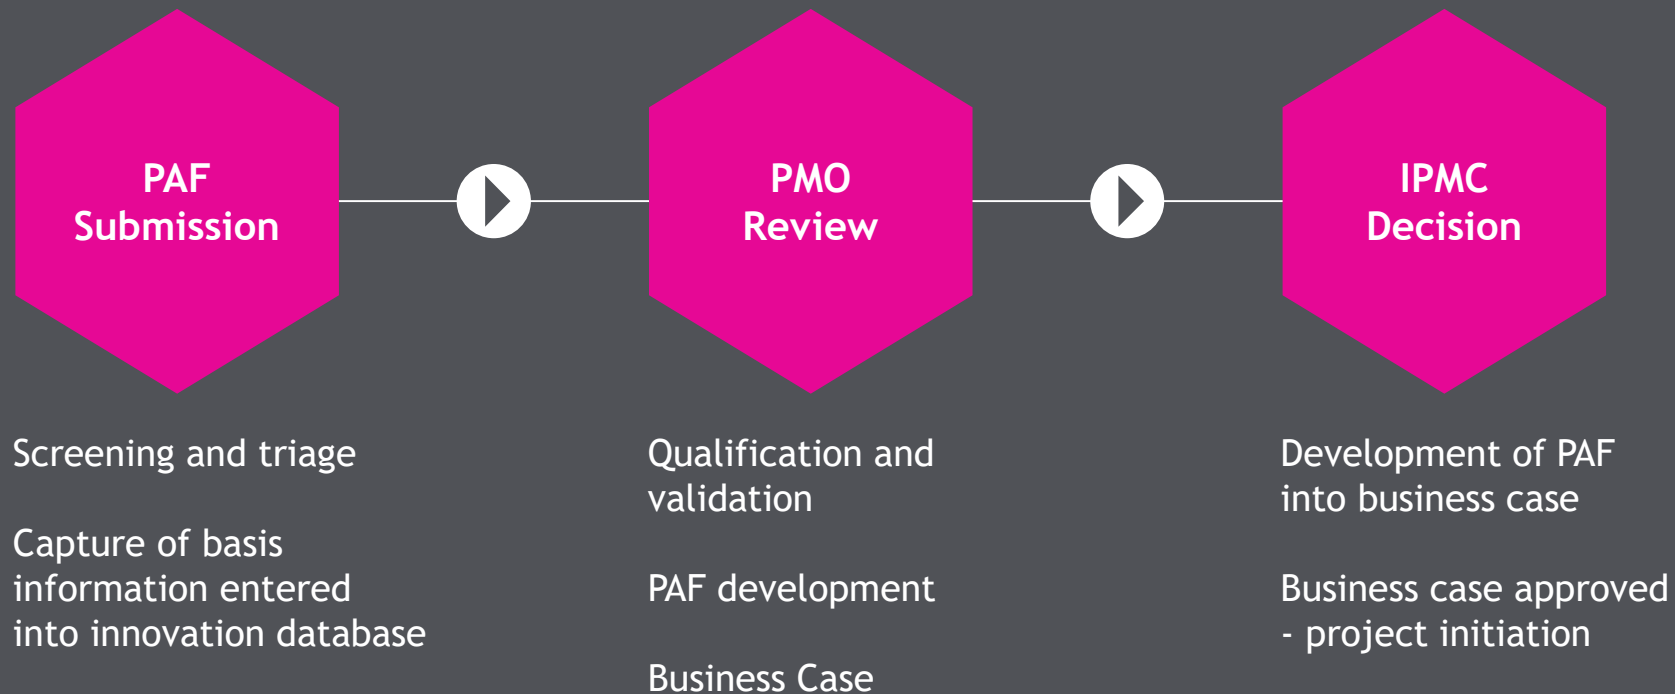 PAF
Submission
PMO
Review
IPMC
Decision
Screening and triage
Capture of basis
information entered
into innovation database
Qualification and
validation
PAF development
Business Case
Development of PAF
into business case
Business case approved
- project initiation